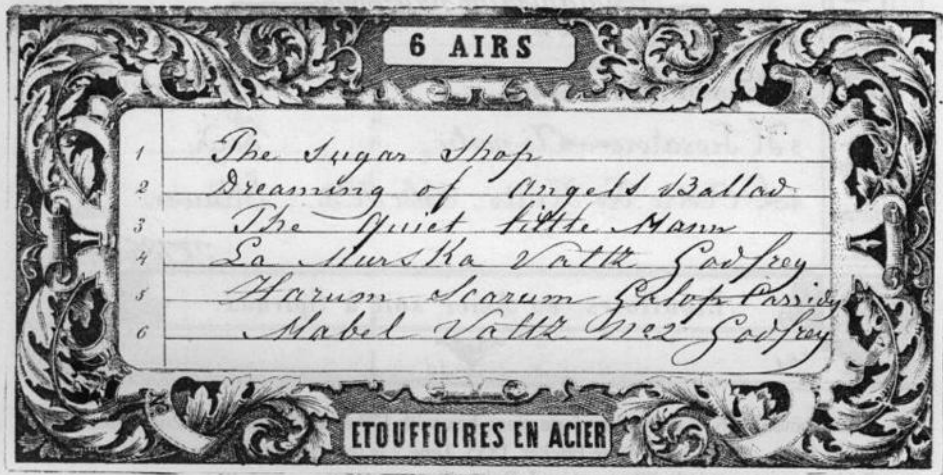 6 AIRS
1 The Sugar Shop
2 Dreaming of Angels Ballad
3 The Quiet little Mann
4 La Murska Valtz Godfrey
5 Harum Scarum Galop Cassidy
6 Mabel Valtz No2 Godfrey
ETOUFFOIRES EN ACIER